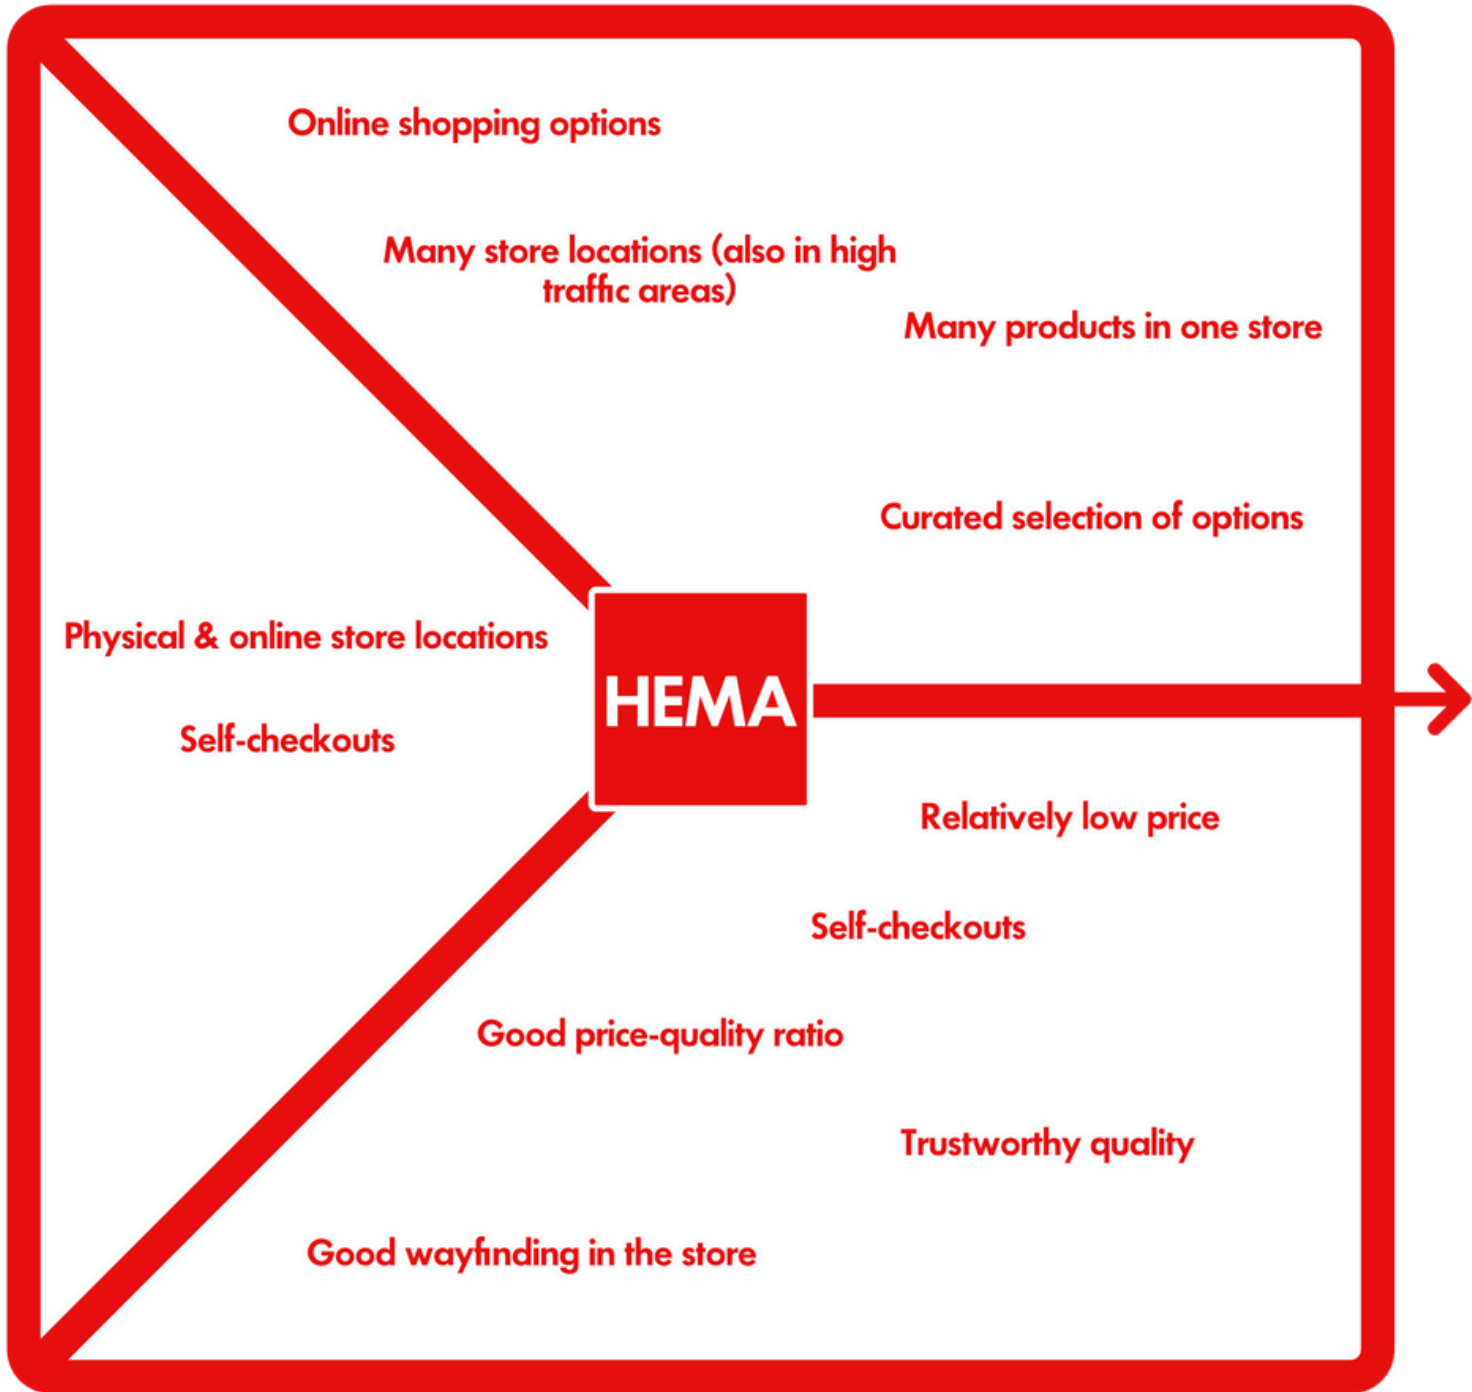 Online shopping options
Many store locations (also in high
traffic areas)
Many products in one store
Curated selection of options
Physical & online store locations
Self-checkouts
HEMA
Relatively low price
Self-checkouts
Good price-quality ratio
Trustworthy quality
Good wayfinding in the store